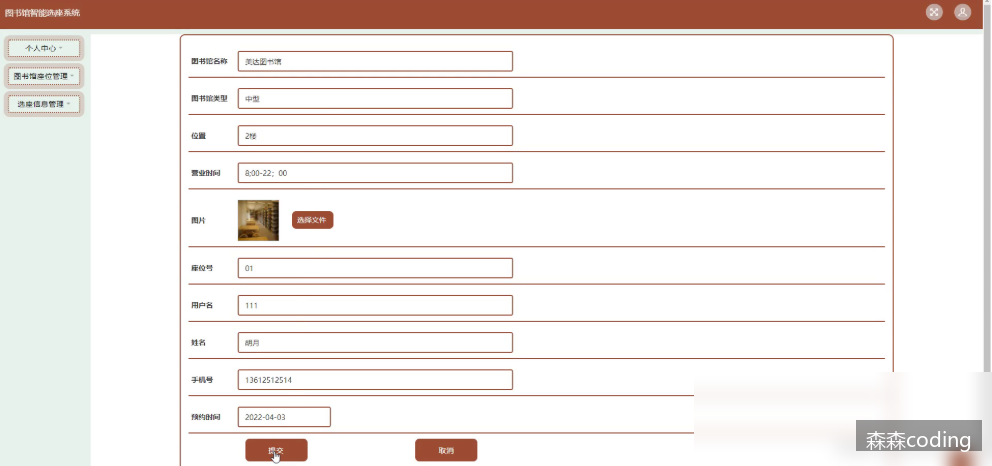 图书馆智能选座系统
个人中心
图书馆座位管理
选座信息管理
图书馆名称 美达图书馆
图书馆类型 中型
位置 2楼
营业时间 8;00-22；00
图片 选择文件
座位号 01
用户名 111
姓名 胡月
手机号 13612512514
预约时间 2022-04-03
提交 取消
森森coding